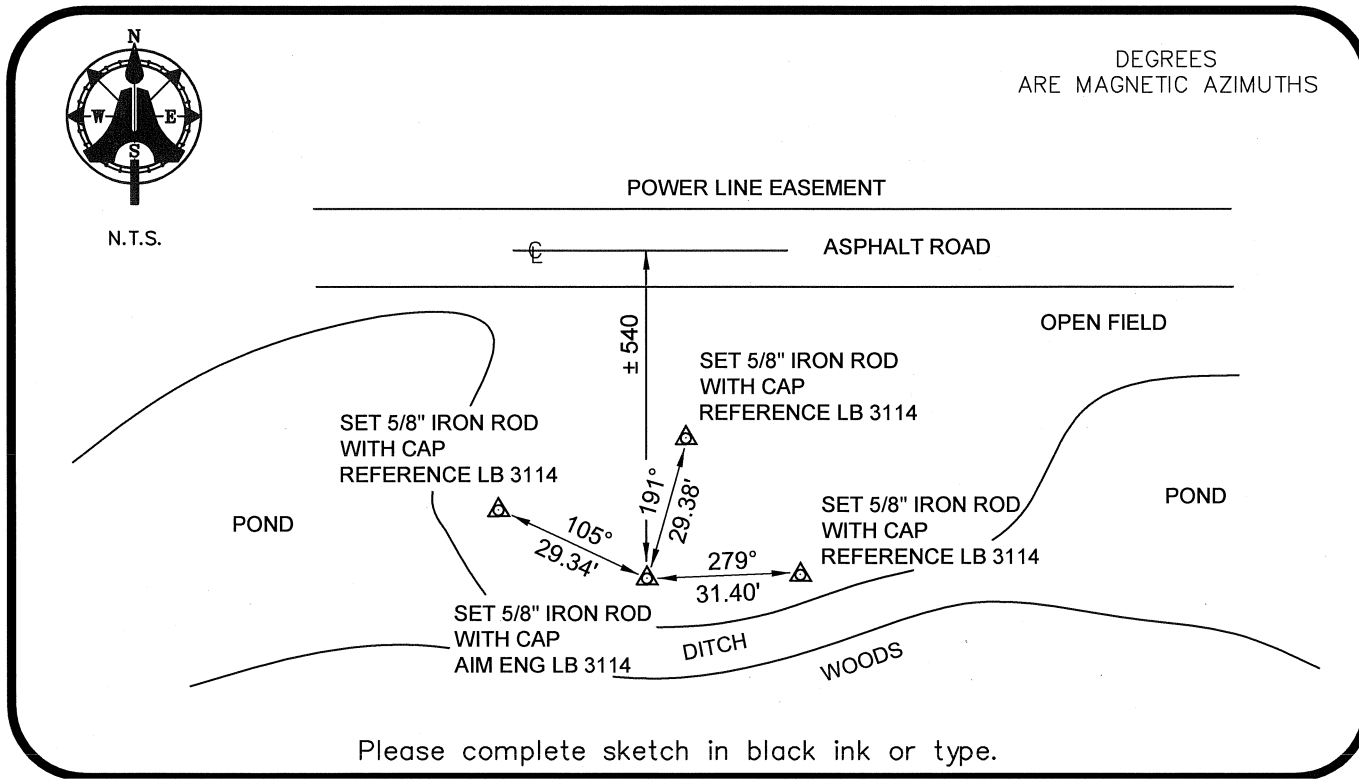 N
W E
S
N.T.S.
DEGREES
ARE MAGNETIC AZIMUTHS
POWER LINE EASEMENT
℄
ASPHALT ROAD
OPEN FIELD
± 540
SET 5/8" IRON ROD
WITH CAP
REFERENCE LB 3114
SET 5/8" IRON ROD
WITH CAP
REFERENCE LB 3114
191°
29.38'
POND
105°
29.34'
SET 5/8" IRON ROD
WITH CAP
REFERENCE LB 3114
POND
279°
31.40'
SET 5/8" IRON ROD
WITH CAP
AIM ENG LB 3114
DITCH
WOODS
Please complete sketch in black ink or type.